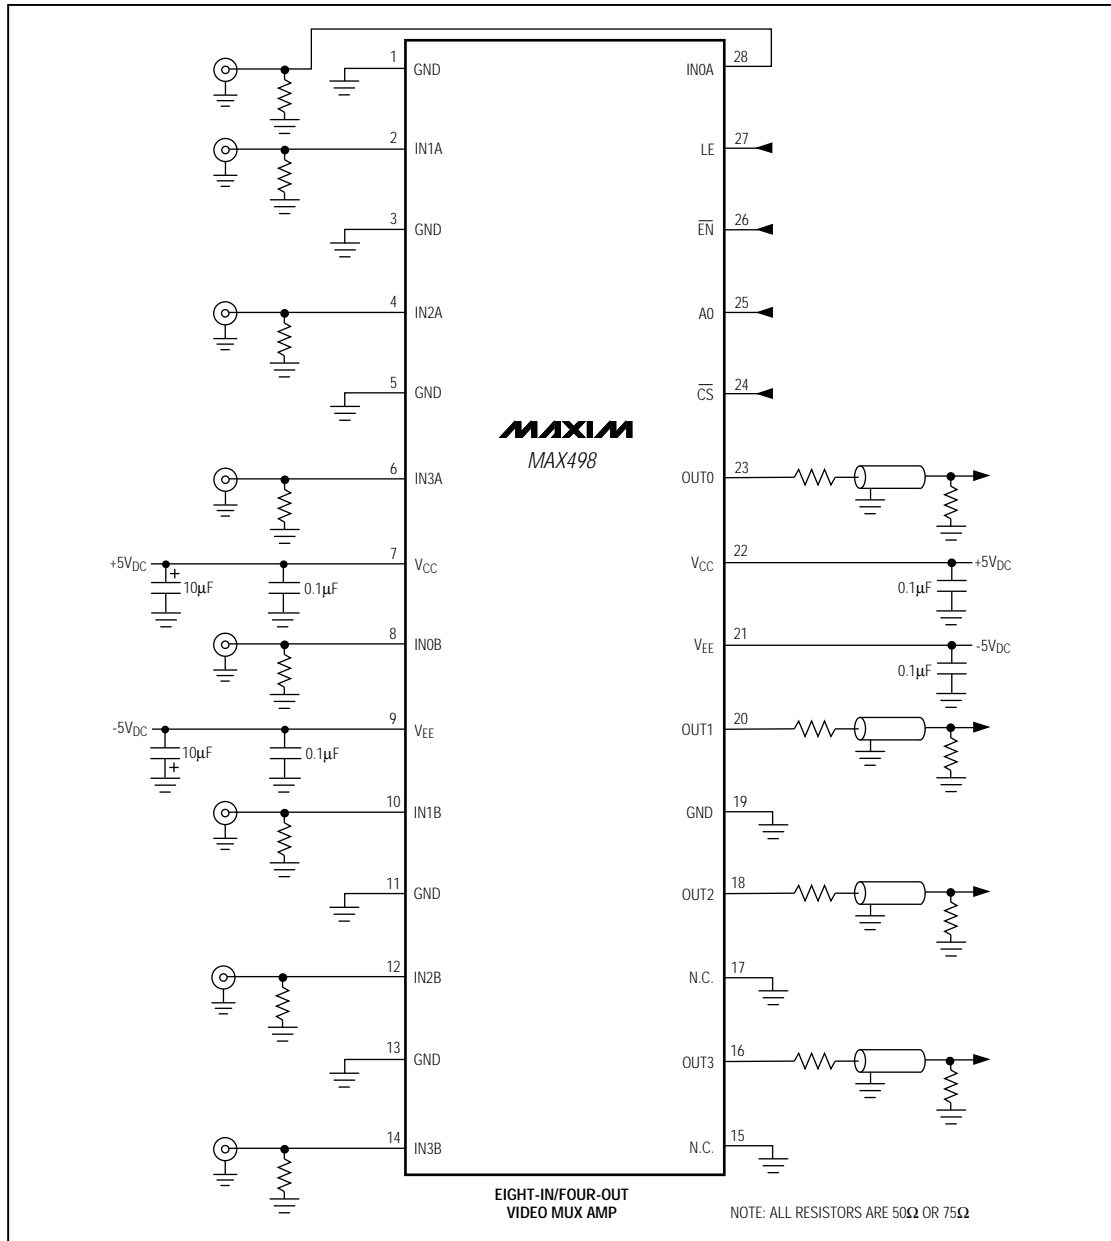 1 GND
IN0A 28
2 IN1A
LE 27
3 GND
EN 26
4 IN2A
A0 25
5 GND
CS 24
MAXIM
MAX498
6 IN3A
OUT0 23
+5VDC 7 VCC
10µF 0.1µF
VCC 22 +5VDC
0.1µF
8 IN0B
VEE 21 -5VDC
0.1µF
-5VDC 9 VEE
10µF 0.1µF
OUT1 20
10 IN1B
GND 19
11 GND
OUT2 18
12 IN2B
N.C. 17
13 GND
OUT3 16
14 IN3B
N.C. 15
EIGHT-IN/FOUR-OUT
VIDEO MUX AMP
NOTE: ALL RESISTORS ARE 50Ω OR 75Ω